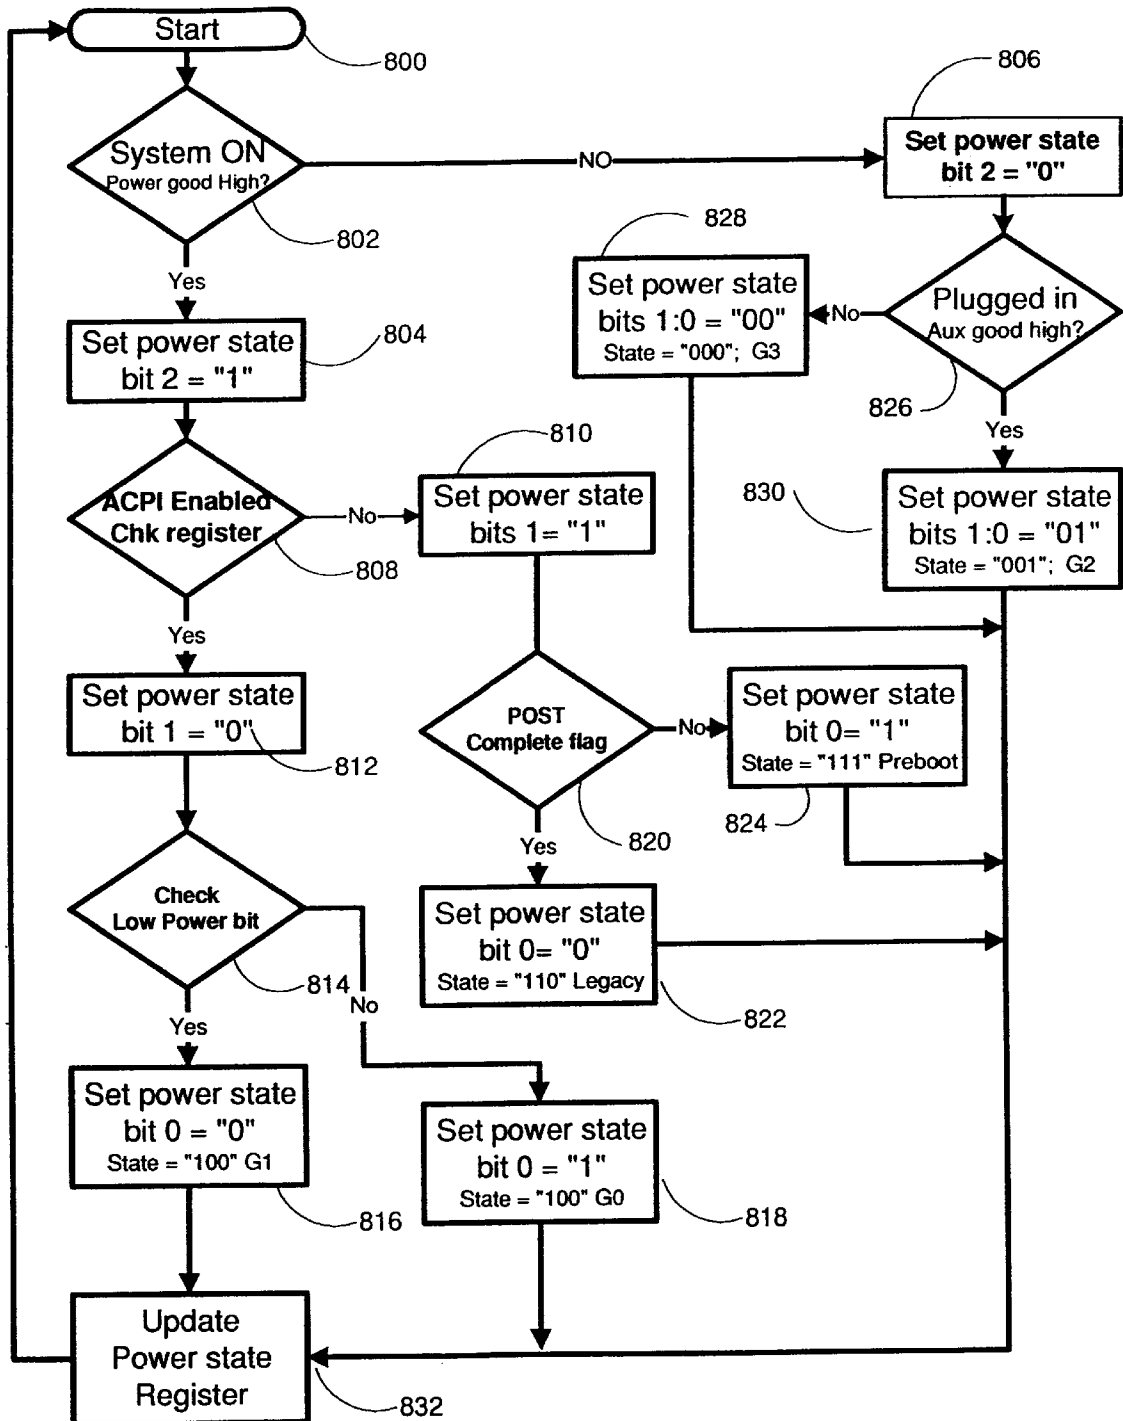 Start
800
System ON
Power good High?
802
NO
806
Set power state
bit 2 = "0"
828
Set power state
bits 1:0 = "00"
State = "000"; G3
No
Plugged in
Aux good high?
826
Yes
Yes
Set power state
bit 2 = "1"
804
810
ACPI Enabled
Chk register
808
No
Set power state
bits 1= "1"
830
Set power state
bits 1:0 = "01"
State = "001"; G2
Yes
Set power state
bit 1 = "0"
812
POST
Complete flag
820
No
Set power state
bit 0= "1"
State = "111" Preboot
824
Yes
Check
Low Power bit
814
No
Set power state
bit 0= "0"
State = "110" Legacy
822
Yes
Set power state
bit 0 = "0"
State = "100" G1
816
Set power state
bit 0 = "1"
State = "100" G0
818
Update
Power state
Register
832